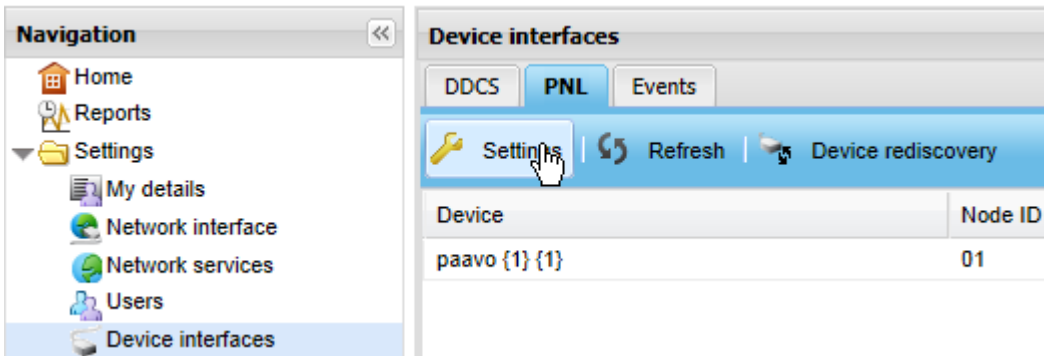 Navigation
Home
Reports
Settings
My details
Network interface
Network services
Users
Device interfaces
Device interfaces
DDCS PNL Events
Settings Refresh Device rediscovery
Device Node ID
paavo {1} {1} 01